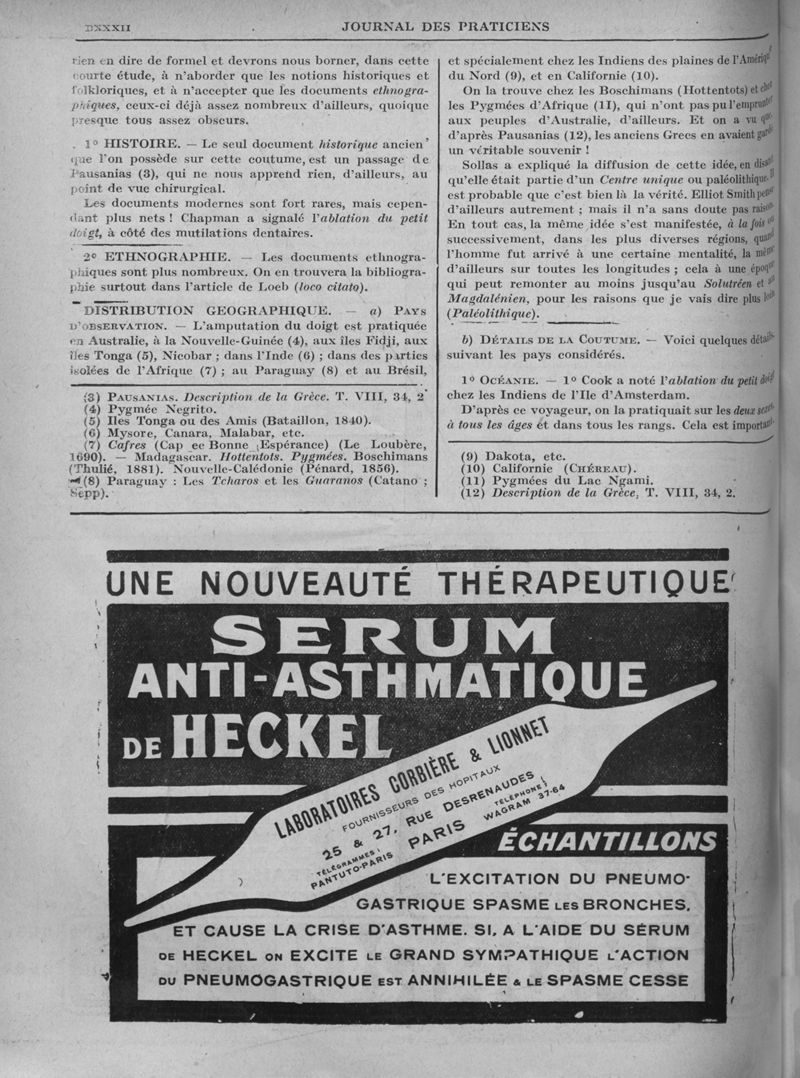 DXXXII
JOURNAL DES PRATICIENS
rien en dire de formel et devrons nous borner, dans cette
courte étude, à n'aborder que les notions historiques et
folkloriques, et à n'accepter que les documents ethnogra-
phiques, ceux-ci déjà assez nombreux d'ailleurs, quoique
presque tous assez obscurs.
1° HISTOIRE. — Le seul document historique ancien
que l'on possède sur cette coutume, est un passage de
Pausanias (3), qui ne nous apprend rien, d'ailleurs, au
point de vue chirurgical.
Les documents modernes sont fort rares, mais cepen-
dant plus nets ! Chapman a signalé l'ablation du petit
doigt, à côté des mutilations dentaires.
2° ETHNOGRAPHIE. — Les documents ethnogra-
phiques sont plus nombreux. On en trouvera la bibliogra-
phie surtout dans l'article de Loeb (loco citato).
DISTRIBUTION GEOGRAPHIQUE. — a) PAYS
D'OBSERVATION. — L'amputation du doigt est pratiquée
en Australie, à la Nouvelle-Guinée (4), aux îles Fidji, aux
îles Tonga (5), Nicobar ; dans l'Inde (6) ; dans des parties
isolées de l'Afrique (7) ; au Paraguay (8) et au Brésil,
(3) PAUSANIAS. Description de la Grèce. T. VIII, 34, 2
(4) Pygmée Negrito.
(5) Iles Tonga ou des Amis (Bataillon, 1840).
(6) Mysore, Canara, Malabar, etc.
(7) Cafres (Cap ec Bonne Espérance) (Le Loubère,
1690). — Madagascar. Hottentots. Pygmées. Boschimans
(Thulié, 1881). Nouvelle-Calédonie (Pénard, 1856).
(8) Paraguay : Les Tcharos et les Guaranos (Catano ;
Sepp).
et spécialement chez les Indiens des plaines de l'Amériqu
du Nord (9), et en Californie (10).
On la trouve chez les Boschimans (Hottentots) et chez
les Pygmées d'Afrique (11), qui n'ont pas pu l'emprunter
aux peuples d'Australie, d'ailleurs. Et on a vu que,
d'après Pausanias (12), les anciens Grecs en avaient gardé
un véritable souvenir !
Sollas a expliqué la diffusion de cette idée, en disant
qu'elle était partie d'un Centre unique ou paléolithique. Il
est probable que c'est bien là la vérité. Elliot Smith pense
d'ailleurs autrement ; mais il n'a sans doute pas raison.
En tout cas, la même idée s'est manifestée, à la fois ou
successivement, dans les plus diverses régions, quand
l'homme fut arrivé à une certaine mentalité, la même
d'ailleurs sur toutes les longitudes ; cela à une époque
qui peut remonter au moins jusqu'au Solutréen et au
Magdalénien, pour les raisons que je vais dire plus loin
(Paléolithique).
b) DÉTAILS DE LA COUTUME. — Voici quelques détails
suivant les pays considérés.
1° OCÉANIE. — 1° Cook a noté l'ablation du petit doigt
chez les Indiens de l'Ile d'Amsterdam.
D'après ce voyageur, on la pratiquait sur les deux sexes,
à tous les âges et dans tous les rangs. Cela est important.
(9) Dakota, etc.
(10) Californie (CHÉREAU).
(11) Pygmées du Lac Ngami.
(12) Description de la Grèce, T. VIII, 34, 2.
UNE NOUVEAUTÉ THÉRAPEUTIQUE
SERUM
ANTI-ASTHMATIQUE
DE HECKEL
LABORATOIRES CORBIÈRE & LIONNET
FOURNISSEURS DES HOPITAUX
25 & 27, RUE DESRENAUDES
TÉLÉGRAMMES
PANTUTO-PARIS
PARIS
TÉLÉPHONE
WAGRAM 37-64
ÉCHANTILLONS
L'EXCITATION DU PNEUMO-
GASTRIQUE SPASME LES BRONCHES,
ET CAUSE LA CRISE D'ASTHME. SI, A L'AIDE DU SÉRUM
DE HECKEL ON EXCITE LE GRAND SYMPATHIQUE L'ACTION
DU PNEUMOGASTRIQUE EST ANNIHILÉE & LE SPASME CESSE